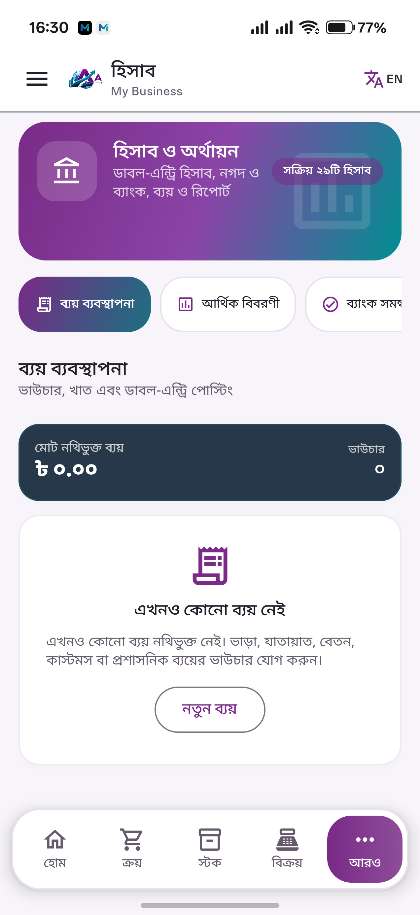 16:30
77%
হিসাব
My Business
EN
হিসাব ও অর্থায়ন
ডাবল-এন্ট্রি হিসাব, নগদ ও
ব্যাংক, ব্যয় ও রিপোর্ট
সক্রিয় ২৯টি হিসাব
ব্যয় ব্যবস্থাপনা
আর্থিক বিবরণী
ব্যাংক সমন্ব
ব্যয় ব্যবস্থাপনা
ভাউচার, খাত এবং ডাবল-এন্ট্রি পোস্টিং
মোট নথিভুক্ত ব্যয়
ভাউচার
৳ ০.০০
০
এখনও কোনো ব্যয় নেই
এখনও কোনো ব্যয় নথিভুক্ত নেই। ভাড়া, যাতায়াত, বেতন,
কাস্টমস বা প্রশাসনিক ব্যয়ের ভাউচার যোগ করুন।
নতুন ব্যয়
হোম
ক্রয়
স্টক
বিক্রয়
আরও